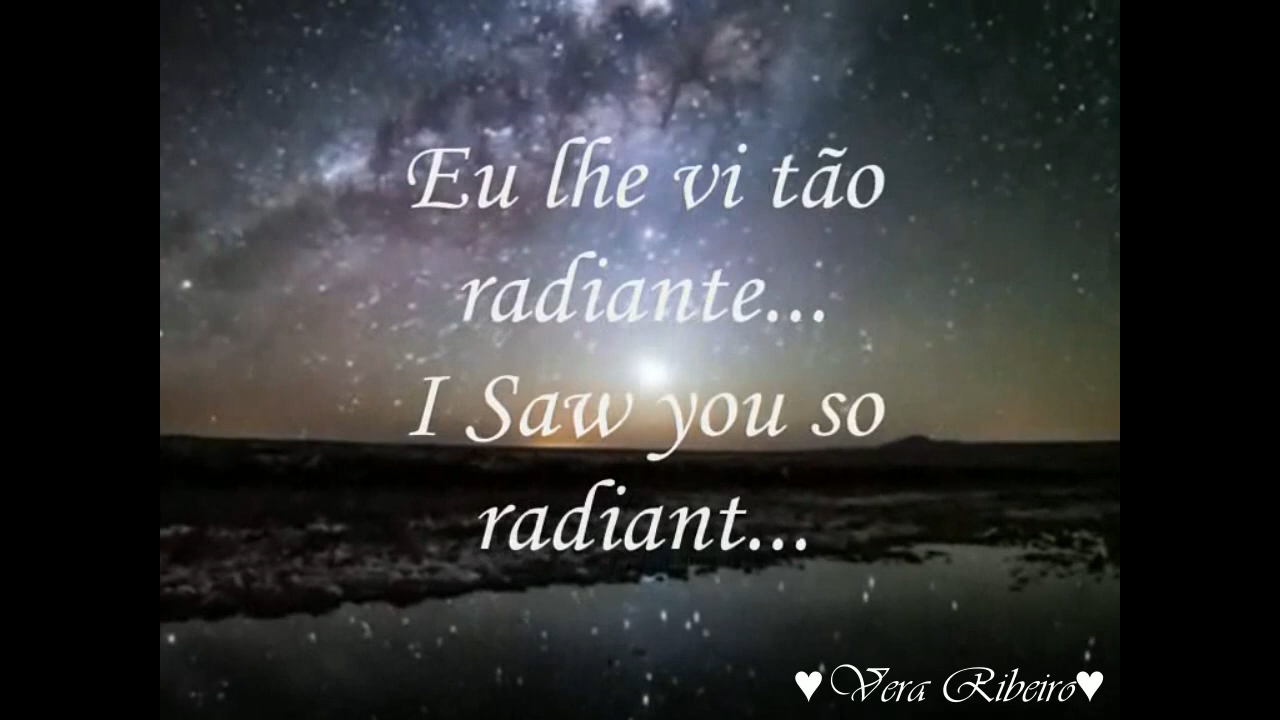 Eu lhe vi tão
radiante...
I Saw you so
radiant...
♥Vera Ribeiro♥